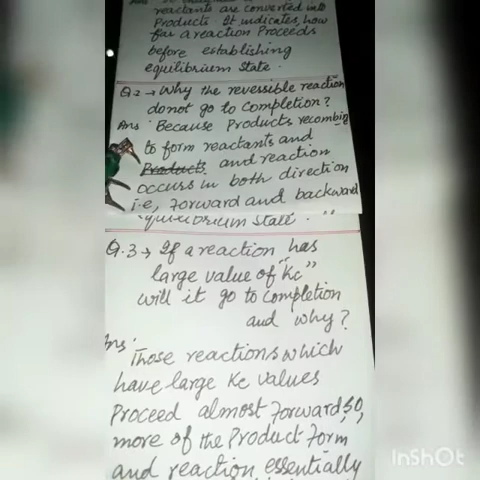 reactants are converted into
Products. It indicates, how
far a reaction Proceeds
before establishing
equilibrium state.
Q.2 → Why the reversible reaction
donot go to completion?
Ans: Because Products recombine
to form reactants and
Products and reaction
occurs in both direction
i.e, Forward and backward
equilibrium state.
Q.3 → If a reaction has
large value of "Kc"
will it go to completion
and why?
Ans:
Those reactions which
have large Kc values
Proceed almost Forward, so,
more of the Product Form
and reaction essentially
InShOt